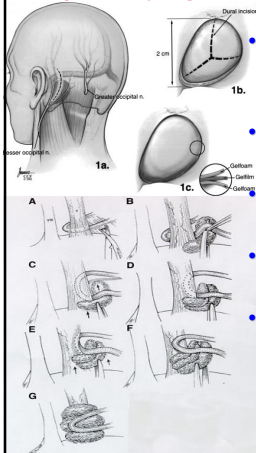 Dural incision
2 cm
1b.
Greater occipital n.
Lesser occipital n.
1a.
1c.
Gelfoam
Gelfilm
Gelfoam
A
B
C
D
E
F
G